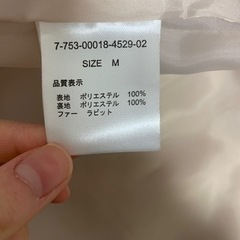 7-753-00018-4529-02
SIZE M
品質表示
表地 ポリエステル 100%
裏地 ポリエステル 100%
ファー ラビット